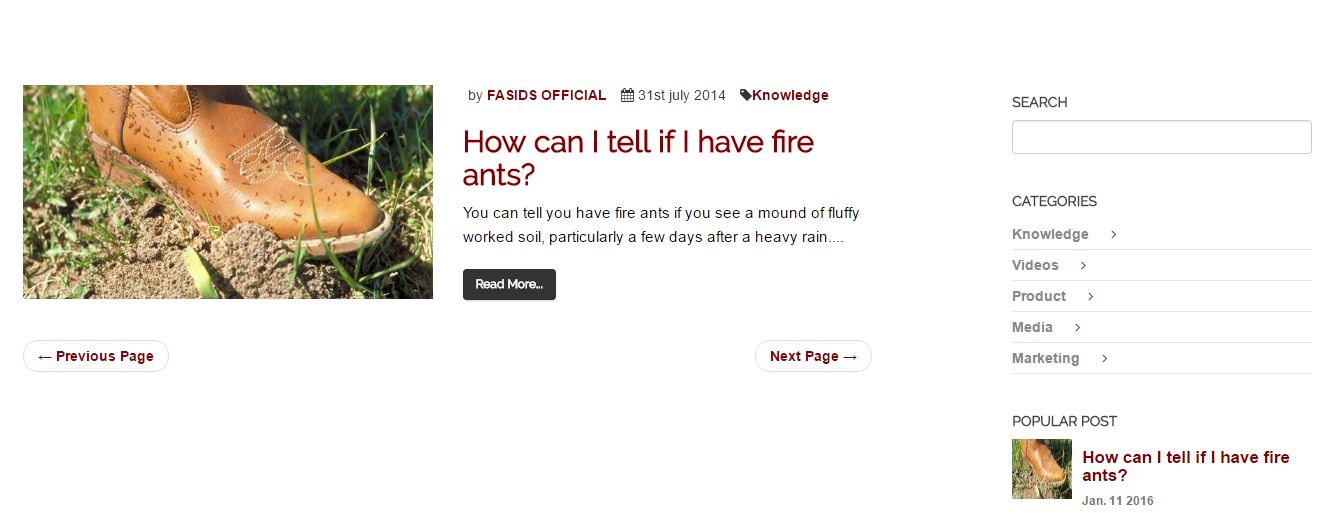 by FASIDS OFFICIAL 31st july 2014 Knowledge
How can I tell if I have fire
ants?
You can tell you have fire ants if you see a mound of fluffy
worked soil, particularly a few days after a heavy rain....
Read More...
← Previous Page
Next Page →
SEARCH
CATEGORIES
Knowledge
Videos
Product
Media
Marketing
POPULAR POST
How can I tell if I have fire
ants?
Jan. 11 2016